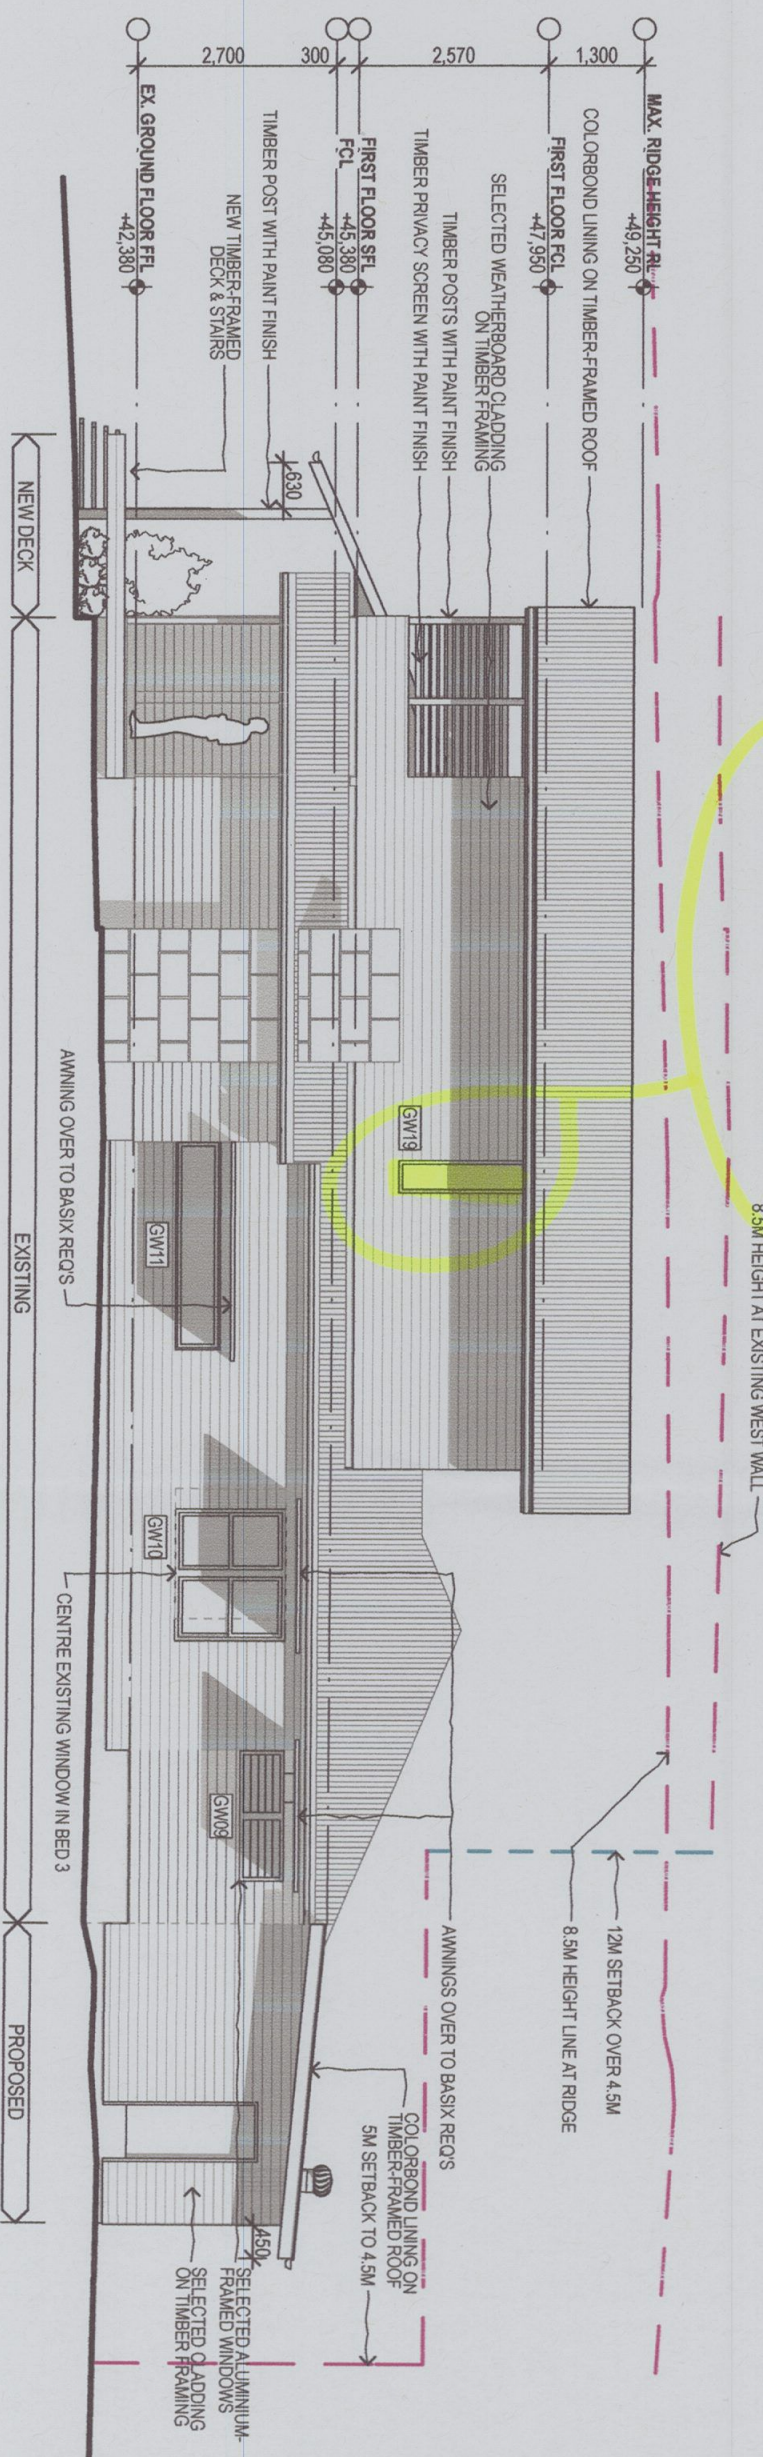 MAX. RIDGE HEIGHT RL
+49,250
1,300
FIRST FLOOR FCL
+47,950
2,570
FIRST FLOOR SFL
+45,380
FCL
+45,080
300
2,700
EX. GROUND FLOOR FFL
+42,380
COLORBOND LINING ON TIMBER-FRAMED ROOF
SELECTED WEATHERBOARD CLADDING
ON TIMBER FRAMING
TIMBER POSTS WITH PAINT FINISH
TIMBER PRIVACY SCREEN WITH PAINT FINISH
TIMBER POST WITH PAINT FINISH
NEW TIMBER-FRAMED
DECK & STAIRS
630
8.5M HEIGHT AT EXISTING WEST WALL
12M SETBACK OVER 4.5M
8.5M HEIGHT LINE AT RIDGE
AWNINGS OVER TO BASIX REQ'S
COLORBOND LINING ON
TIMBER-FRAMED ROOF
5M SETBACK TO 4.5M
GW19
GW11
GW10
GW09
450
SELECTED ALUMINIUM-
FRAMED WINDOWS
SELECTED CLADDING
ON TIMBER FRAMING
AWNING OVER TO BASIX REQ'S
CENTRE EXISTING WINDOW IN BED 3
NEW DECK
EXISTING
PROPOSED